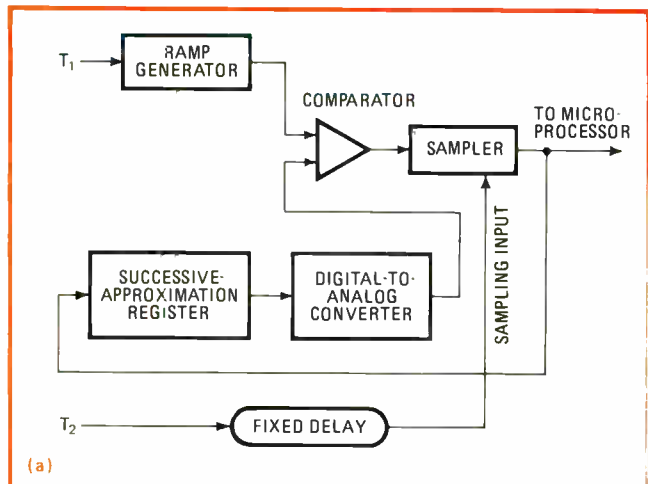 T1
RAMP
GENERATOR
COMPARATOR
SAMPLER
TO MICRO-
PROCESSOR
SAMPLING INPUT
SUCCESSIVE-
APPROXIMATION
REGISTER
DIGITAL-TO-
ANALOG
CONVERTER
T2
FIXED DELAY
(a)